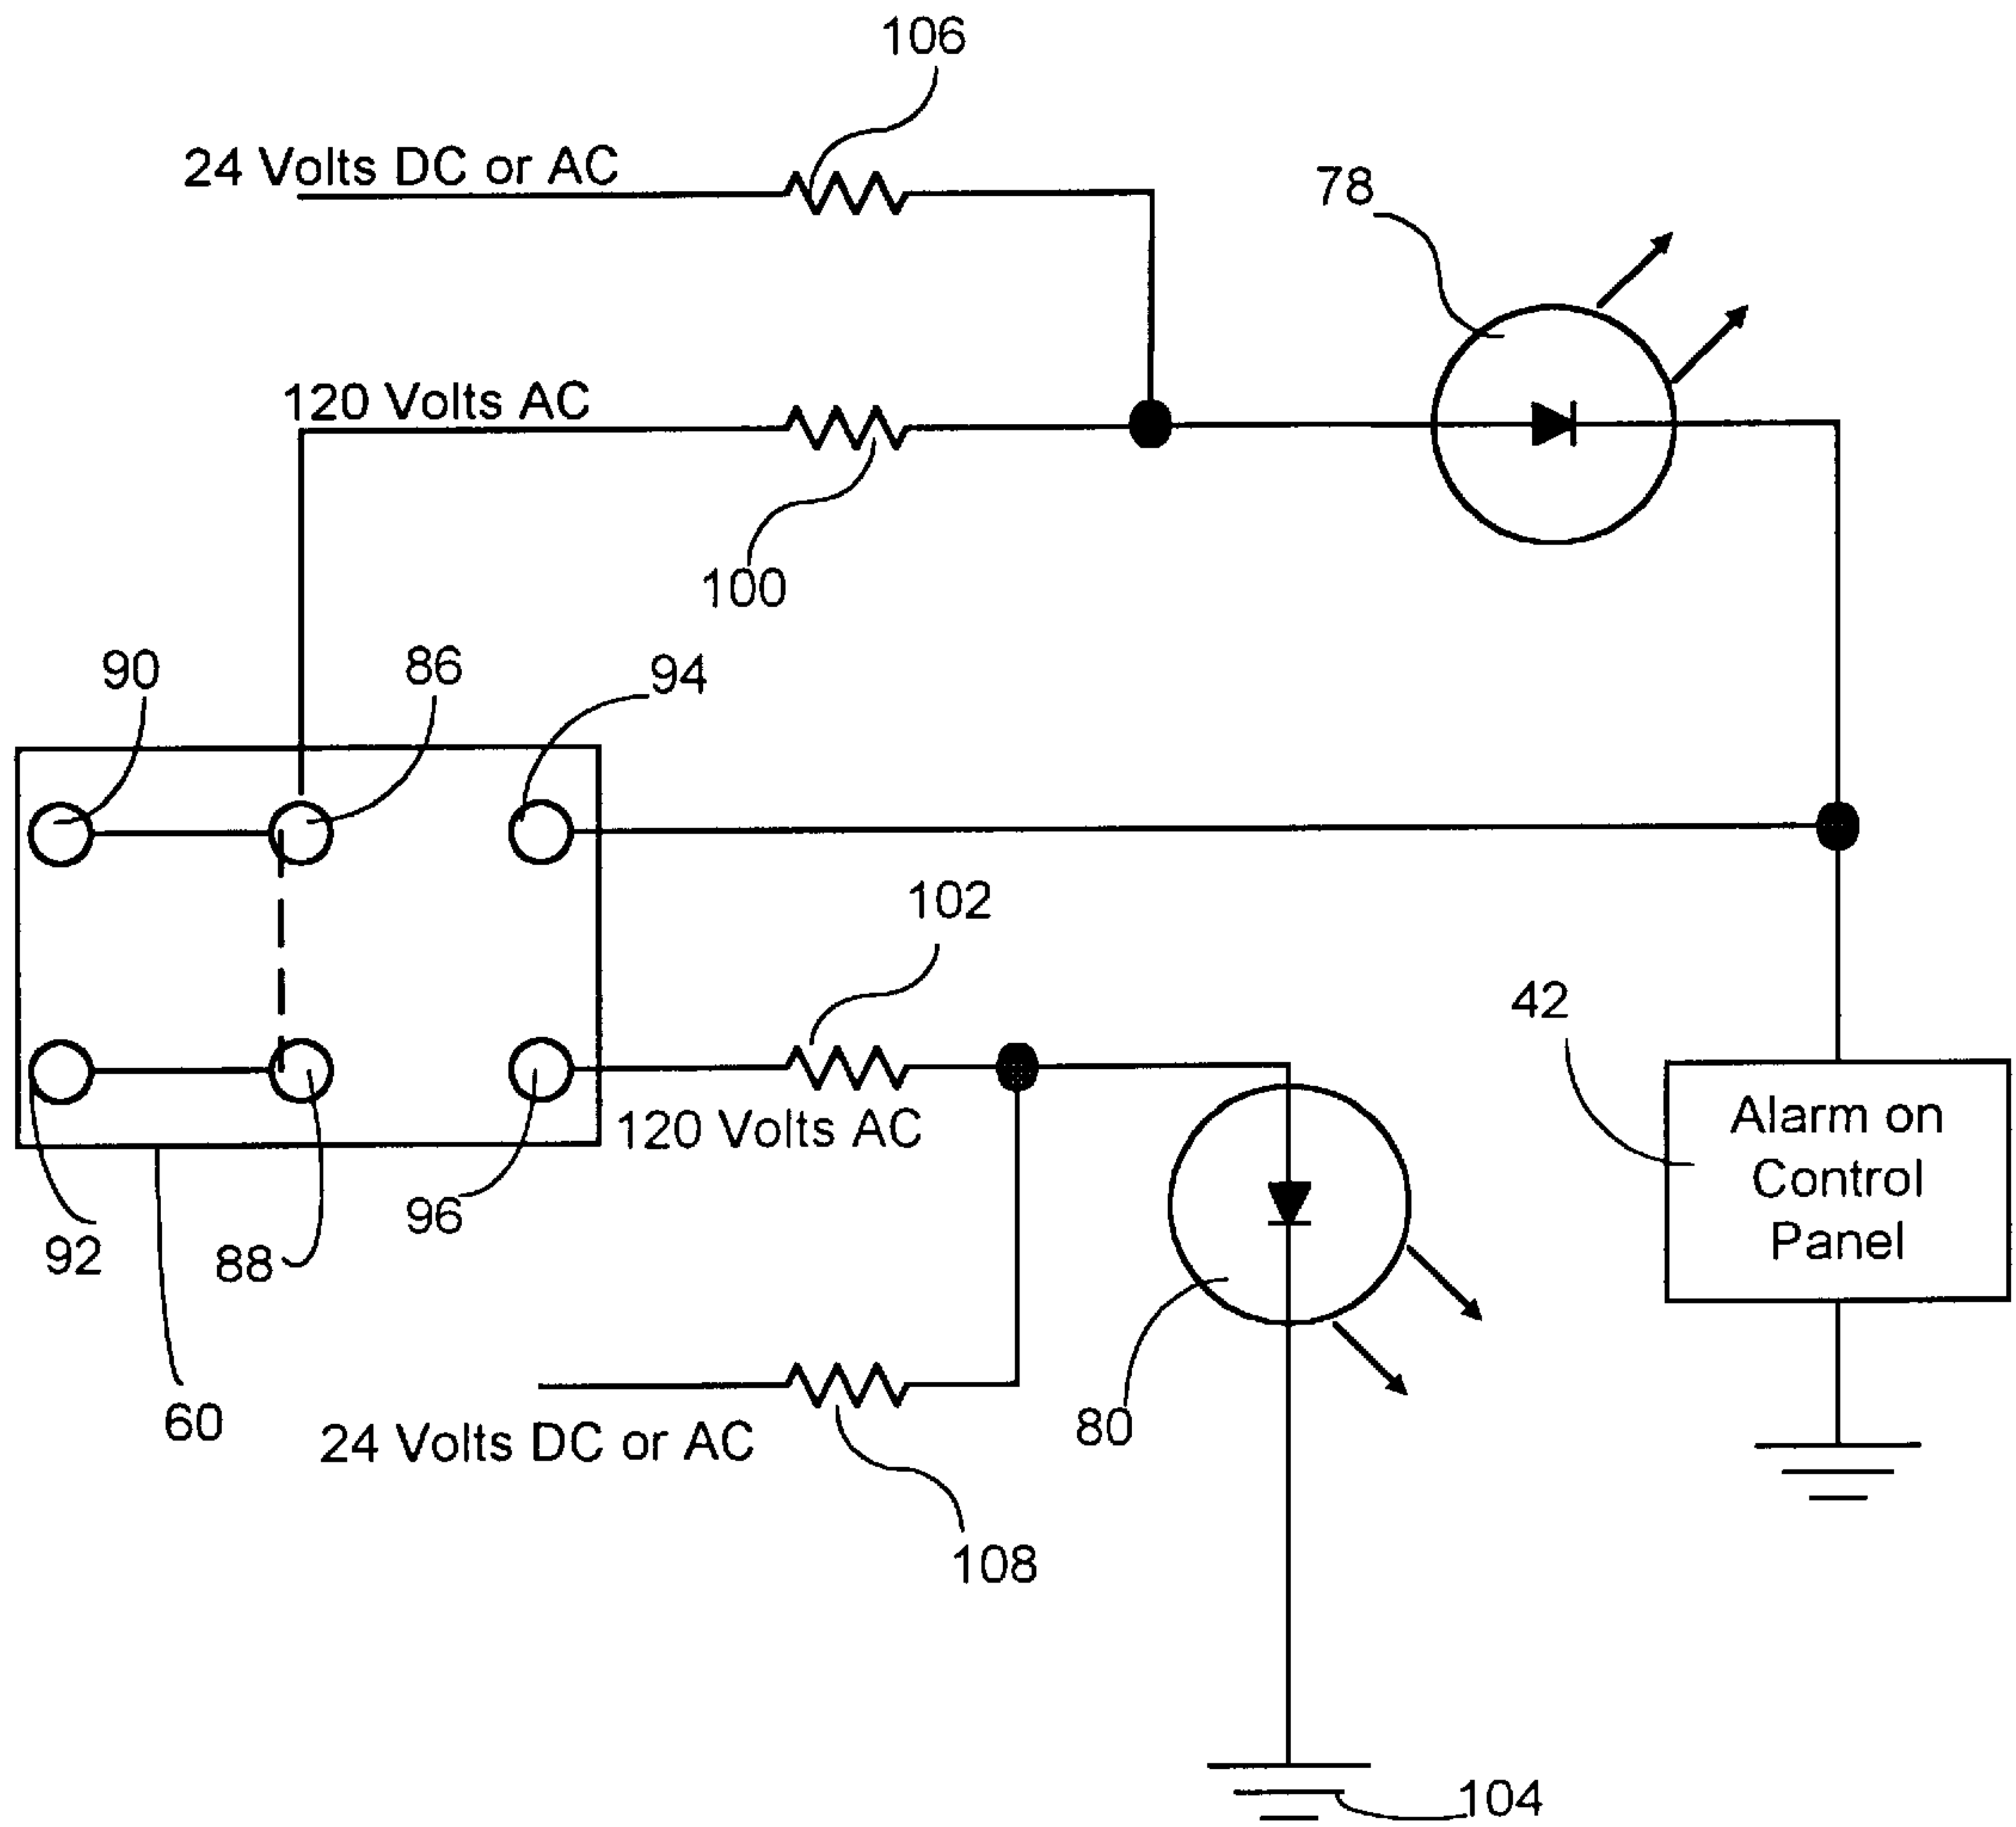 106
24 Volts DC or AC
78
120 Volts AC
100
90
86
94
102
42
Alarm on
Control
Panel
120 Volts AC
96
92
88
60
24 Volts DC or AC
80
108
104